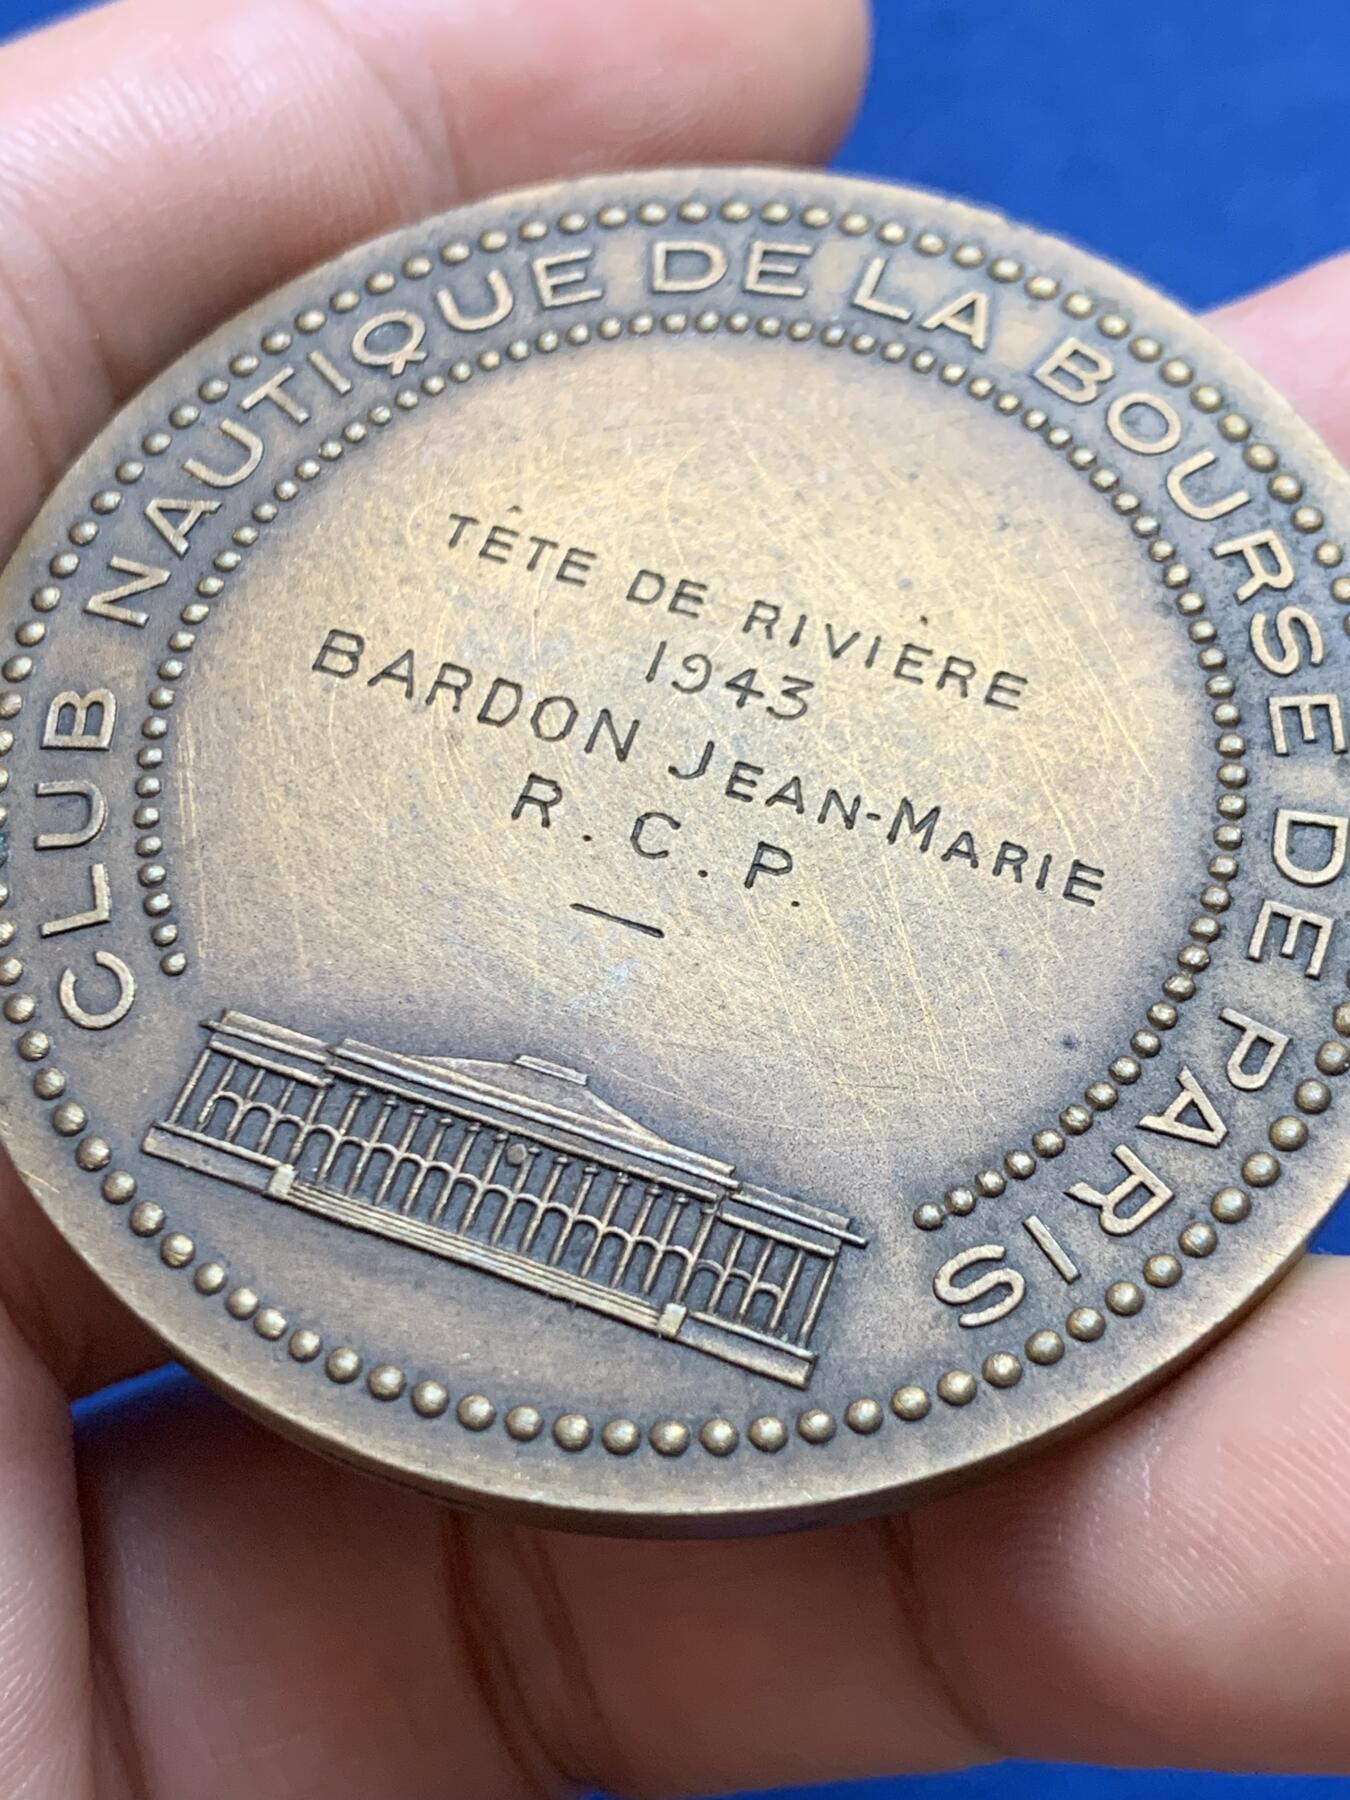 CLUB NAUTIQUE DE LA BOURSE DE PARIS
TÊTE DE RIVIÈRE
1943
BARDON JEAN-MARIE
R.C.P.